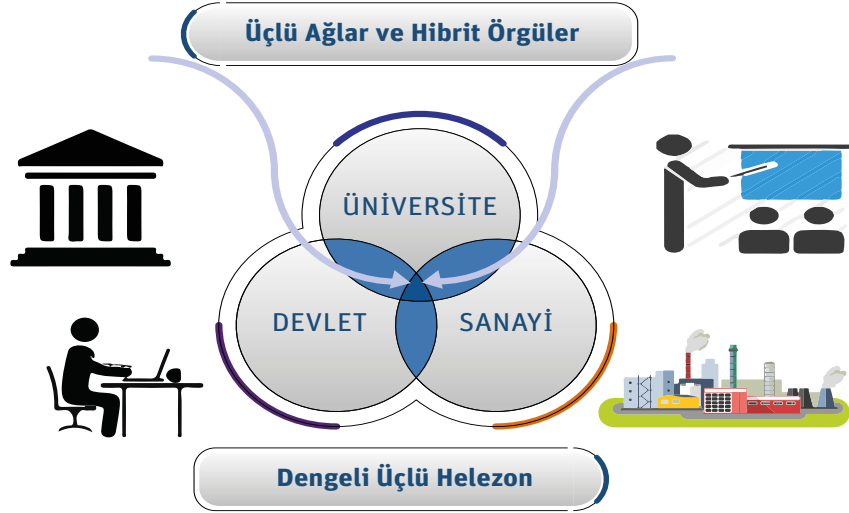 Üçlü Ağlar ve Hibrit Örgüler
ÜNİVERSİTE
DEVLET
SANAYİ
Dengeli Üçlü Helezon